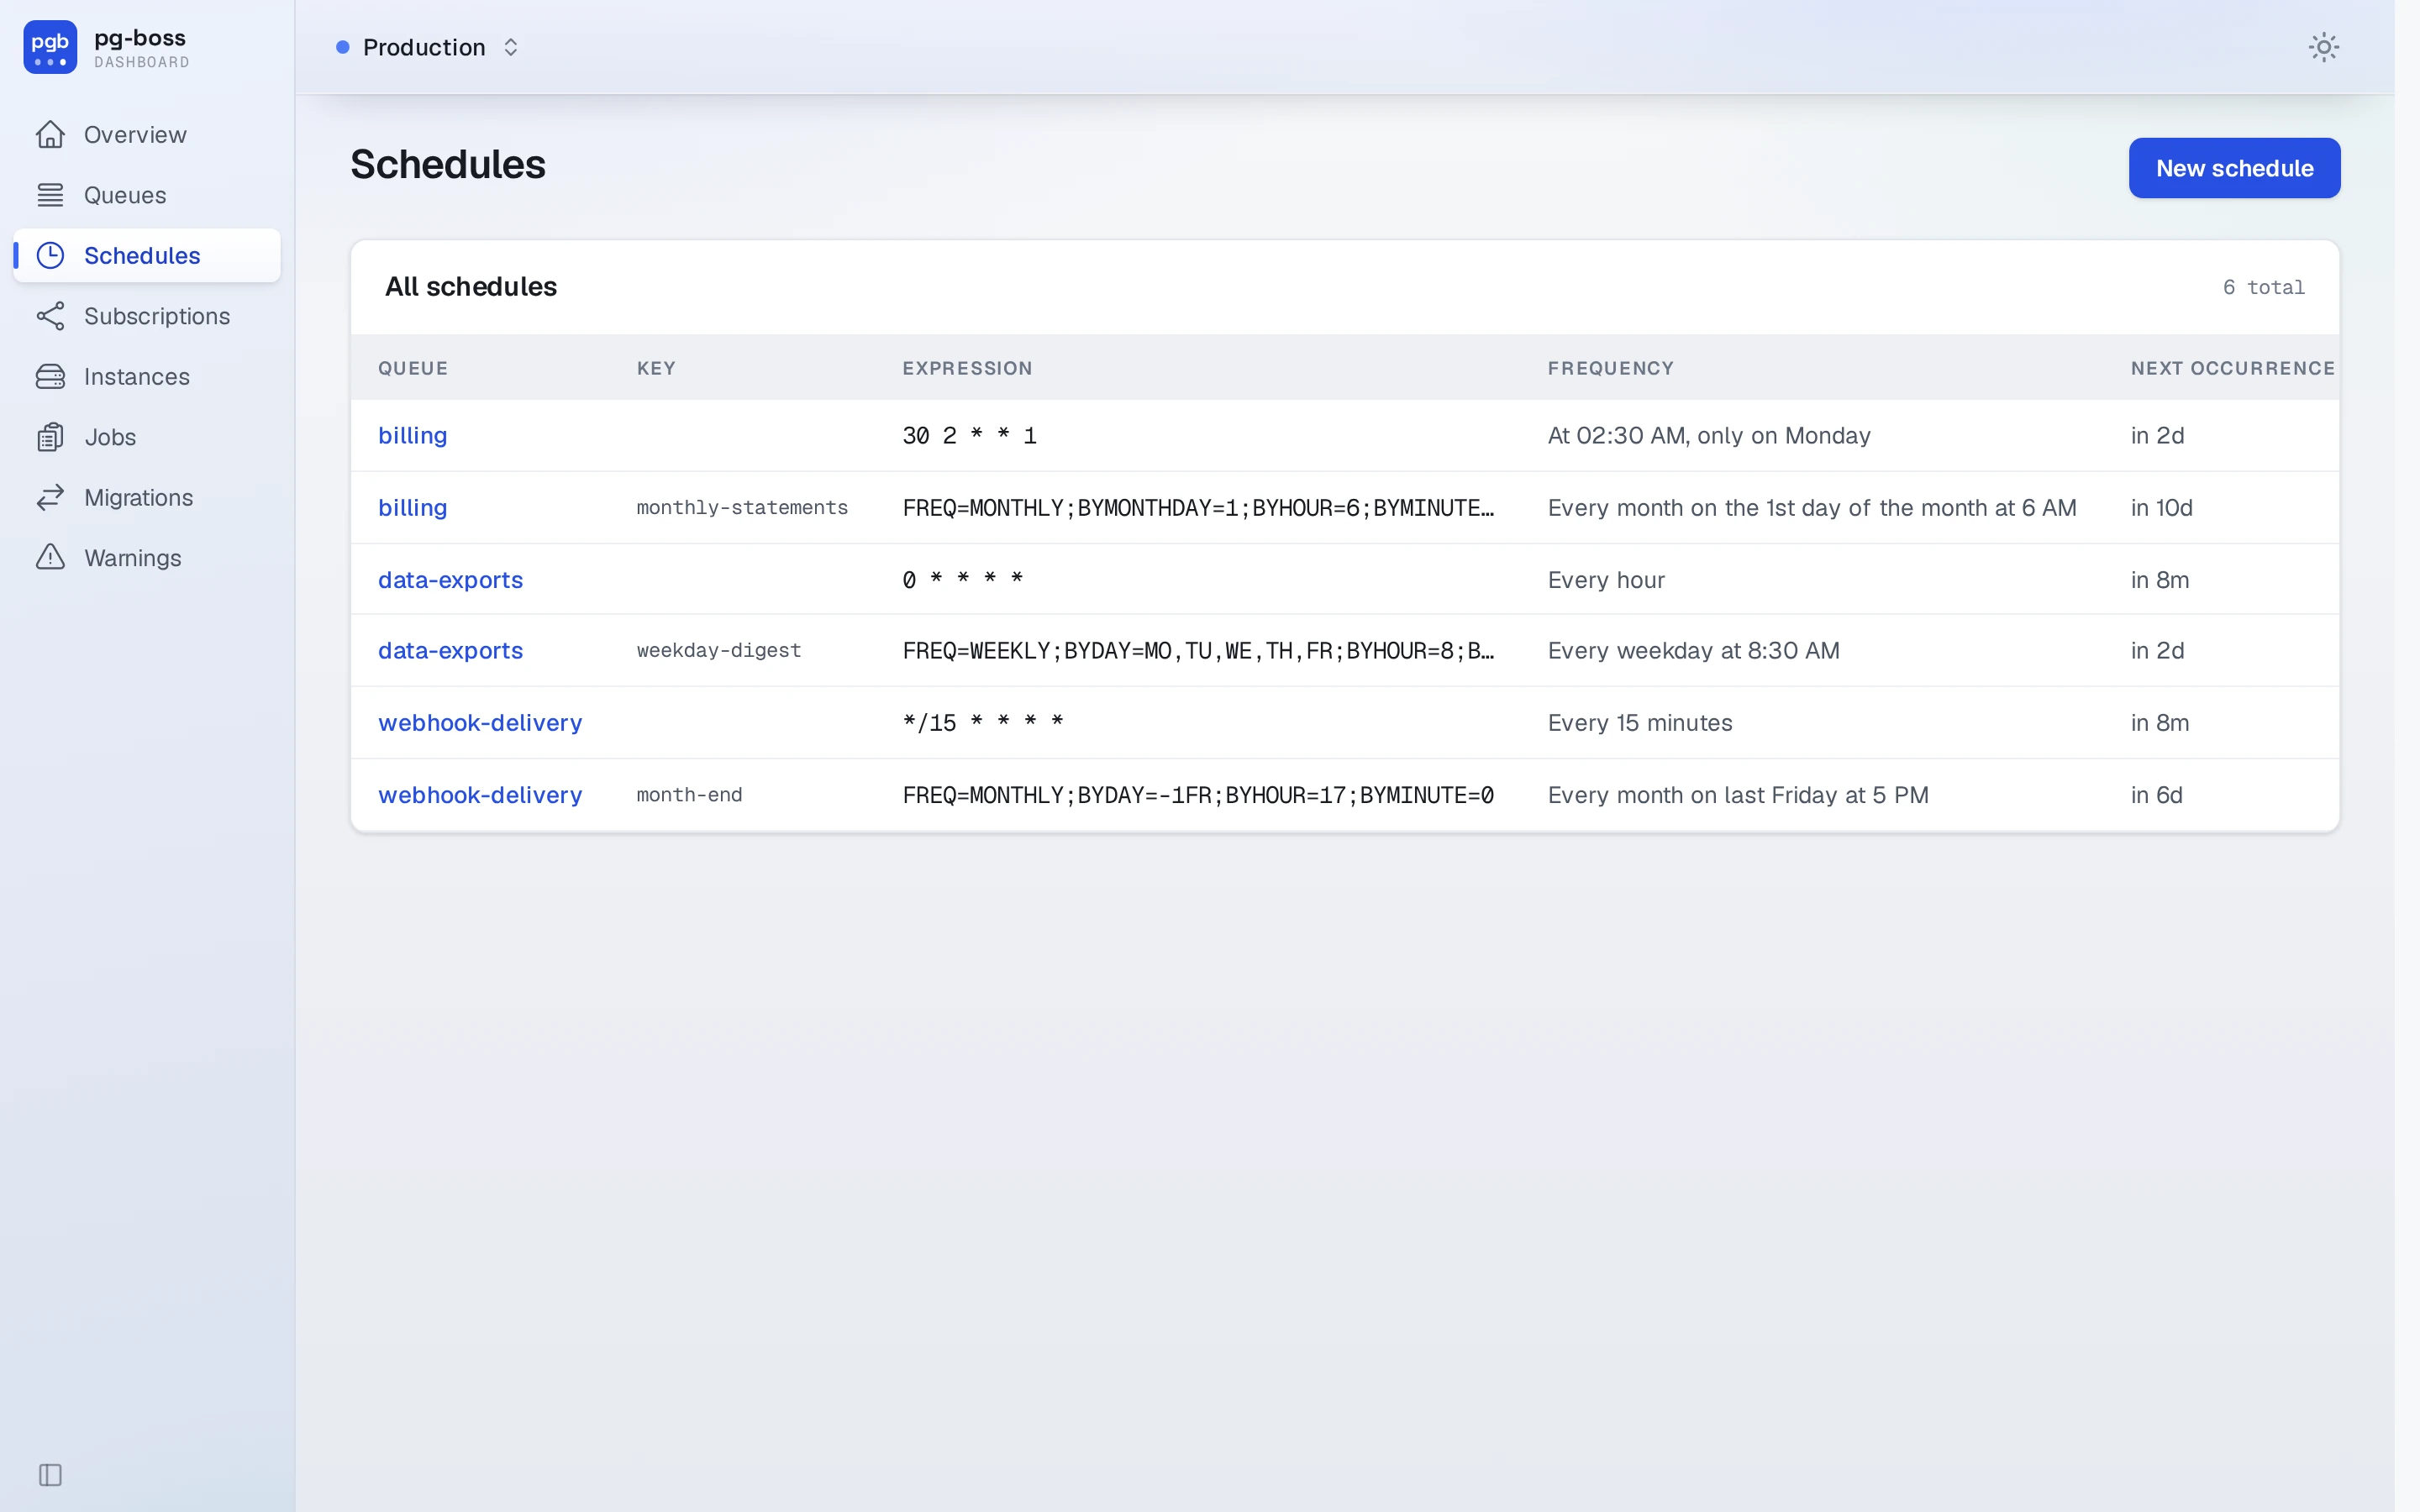 pgb
pg-boss
DASHBOARD
Production
Overview
Queues
Schedules
Subscriptions
Instances
Jobs
Migrations
Warnings
Schedules
New schedule
All schedules
6 total
QUEUE KEY EXPRESSION FREQUENCY NEXT OCCURRENCE
billing 30 2 * * 1 At 02:30 AM, only on Monday in 2d
billing monthly-statements FREQ=MONTHLY;BYMONTHDAY=1;BYHOUR=6;BYMINUTE… Every month on the 1st day of the month at 6 AM in 10d
data-exports 0 * * * * Every hour in 8m
data-exports weekday-digest FREQ=WEEKLY;BYDAY=MO,TU,WE,TH,FR;BYHOUR=8;B… Every weekday at 8:30 AM in 2d
webhook-delivery */15 * * * * Every 15 minutes in 8m
webhook-delivery month-end FREQ=MONTHLY;BYDAY=-1FR;BYHOUR=17;BYMINUTE=0 Every month on last Friday at 5 PM in 6d